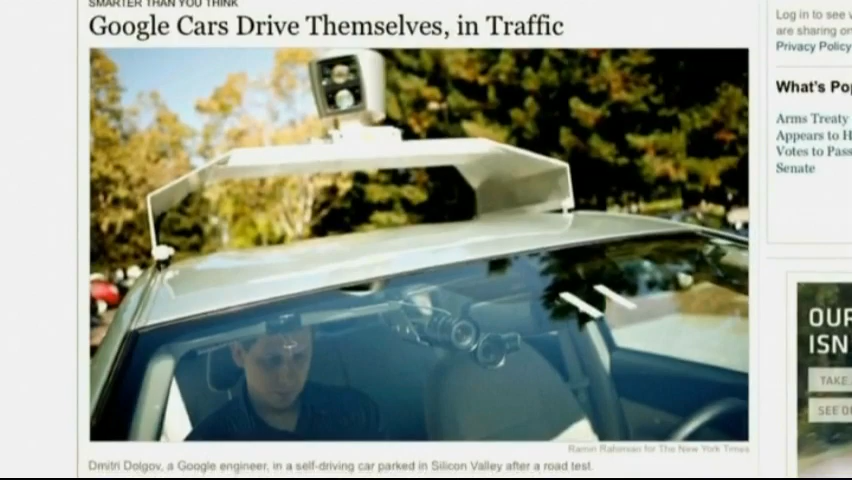 SMARTER THAN YOU THINK
Google Cars Drive Themselves, in Traffic
Ramin Rahimian for The New York Times
Dmitri Dolgov, a Google engineer, in a self-driving car parked in Silicon Valley after a road test.
Log in to see
are sharing on
Privacy Policy
What's Po
Arms Treaty
Appears to H
Votes to Pass
Senate
OUR
ISN
TAKE
SEE O